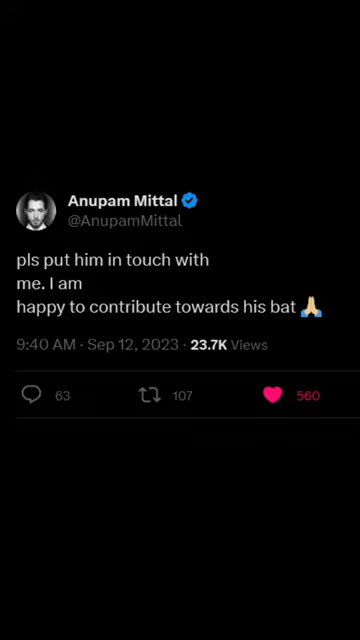 Anupam Mittal
@AnupamMittal
pls put him in touch with
me. I am
happy to contribute towards his bat 🙏🏼
9:40 AM · Sep 12, 2023 · 23.7K Views
63 107 560